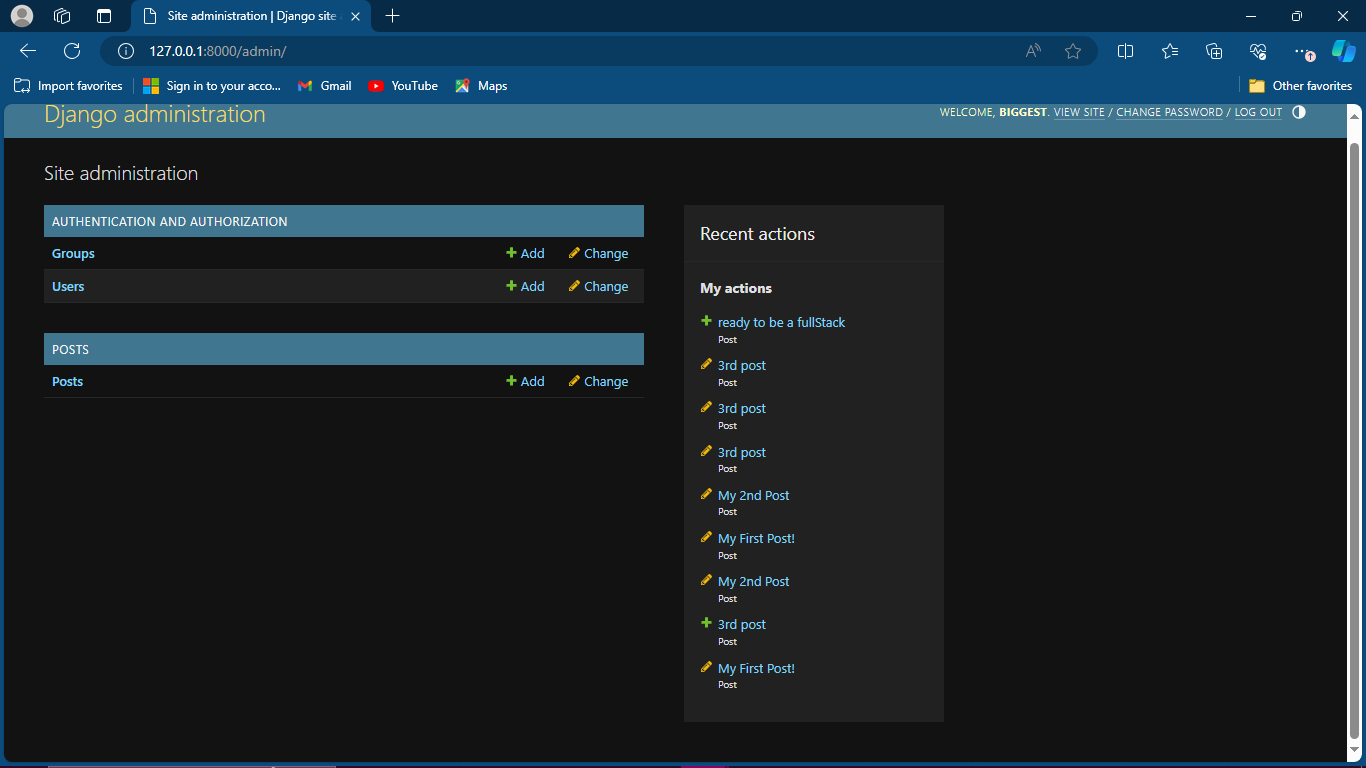 Site administration | Django site
127.0.0.1:8000/admin/
Import favorites
Sign in to your acco...
Gmail
YouTube
Maps
Other favorites
Django administration
WELCOME, BIGGEST. VIEW SITE / CHANGE PASSWORD / LOG OUT
Site administration
AUTHENTICATION AND AUTHORIZATION
Groups Add Change
Users Add Change
POSTS
Posts Add Change
Recent actions
My actions
ready to be a fullStack
Post
3rd post
Post
3rd post
Post
3rd post
Post
My 2nd Post
Post
My First Post!
Post
My 2nd Post
Post
3rd post
Post
My First Post!
Post